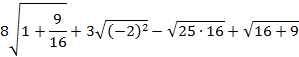 8√(1 + 9/16) + 3√((−2)²) − √(25 · 16) + √(16 + 9)